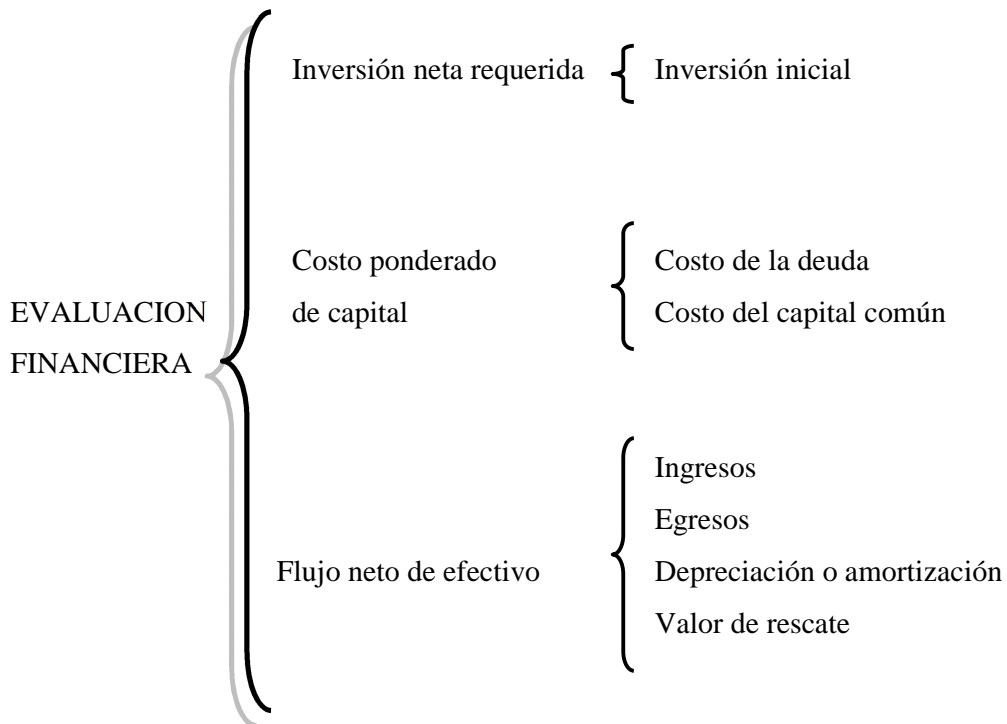 EVALUACION
FINANCIERA
Inversión neta requerida
Inversión inicial
Costo ponderado
de capital
Costo de la deuda
Costo del capital común
Flujo neto de efectivo
Ingresos
Egresos
Depreciación o amortización
Valor de rescate